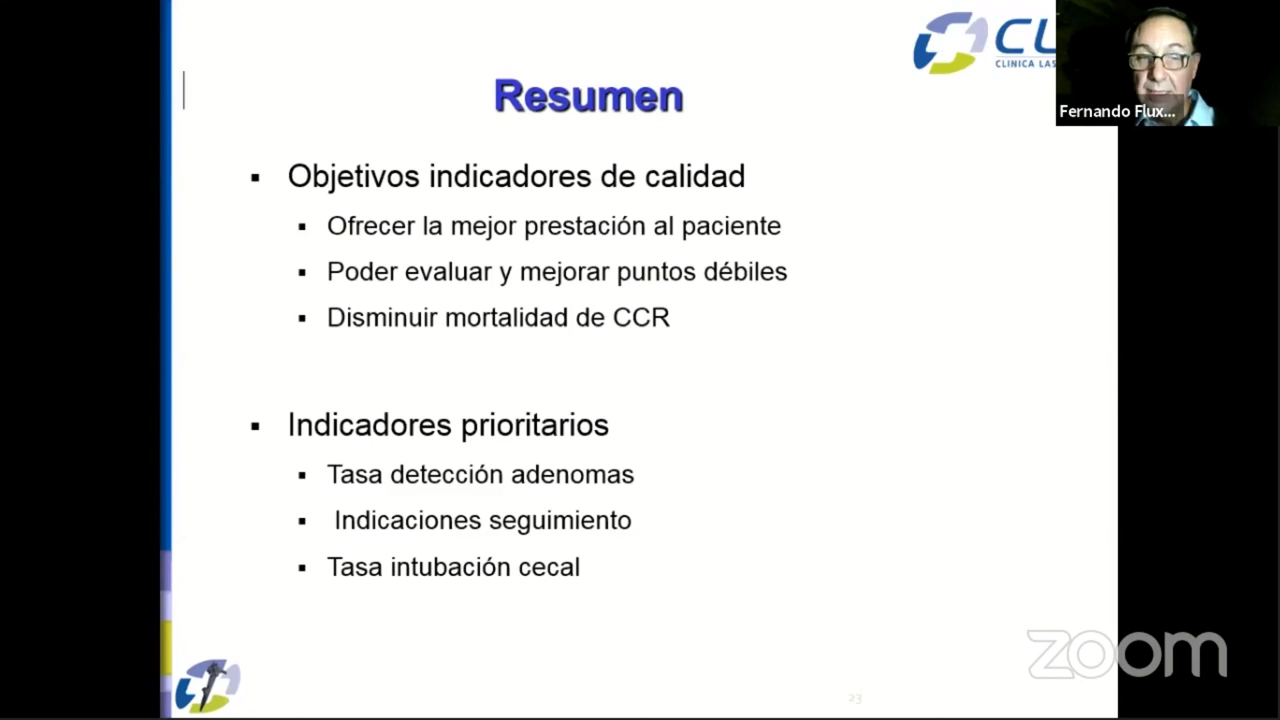 CL
CLINICA LAS
Fernando Flux...
Resumen
▪ Objetivos indicadores de calidad
▪ Ofrecer la mejor prestación al paciente
▪ Poder evaluar y mejorar puntos débiles
▪ Disminuir mortalidad de CCR
▪ Indicadores prioritarios
▪ Tasa detección adenomas
▪ Indicaciones seguimiento
▪ Tasa intubación cecal
zoom
23